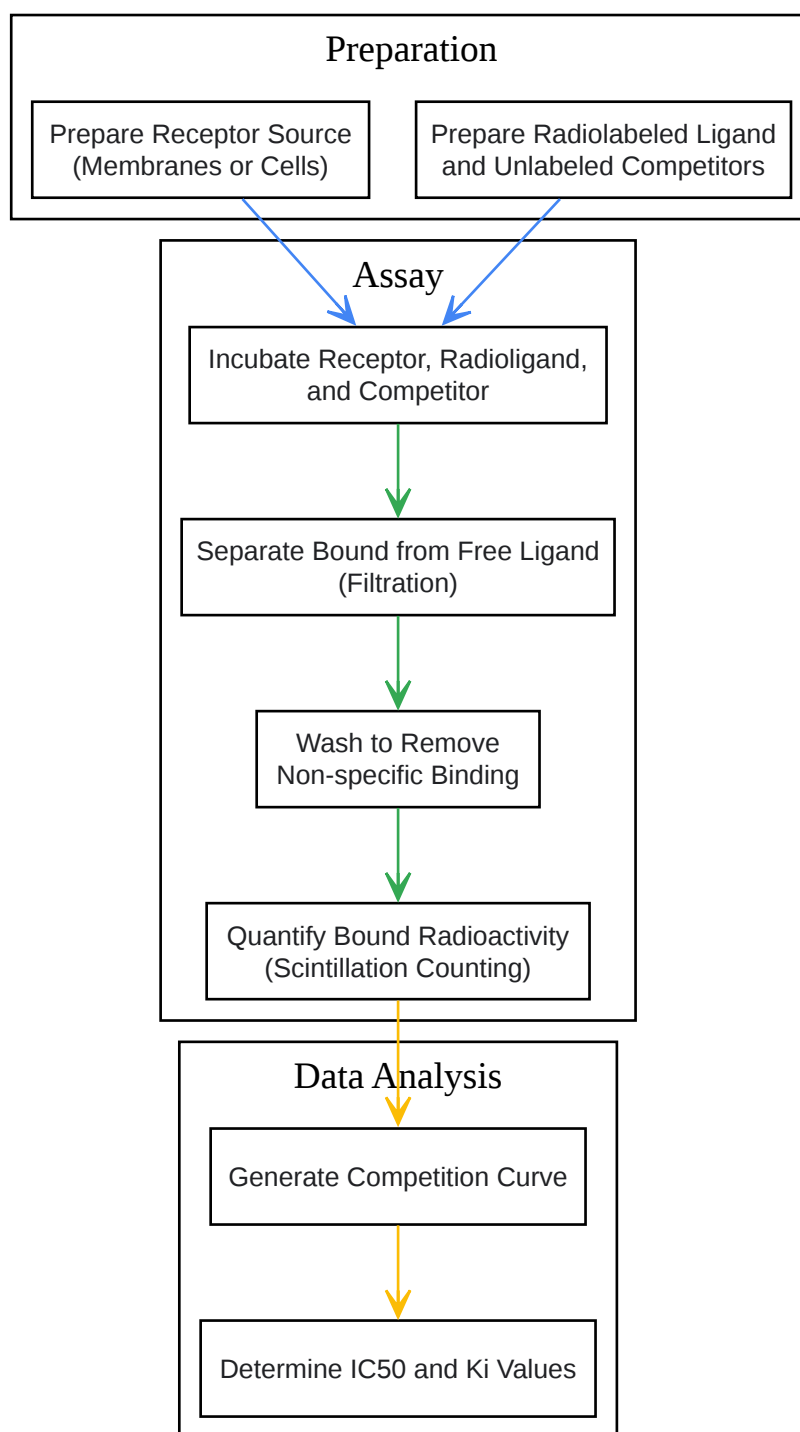 Preparation
Prepare Receptor Source
(Membranes or Cells)
Prepare Radiolabeled Ligand
and Unlabeled Competitors
Assay
Incubate Receptor, Radioligand,
and Competitor
Separate Bound from Free Ligand
(Filtration)
Wash to Remove
Non-specific Binding
Quantify Bound Radioactivity
(Scintillation Counting)
Data Analysis
Generate Competition Curve
Determine IC50 and Ki Values